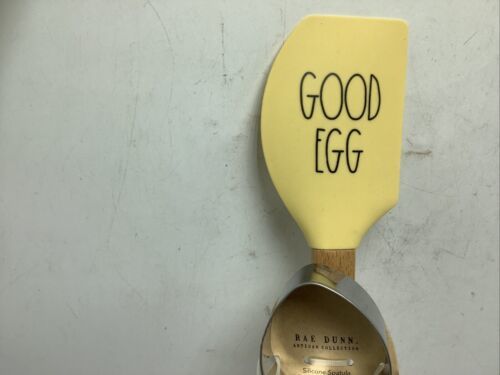 GOOD
EGG
RAE DUNN.
ARTISAN COLLECTION
Silicone Spatula